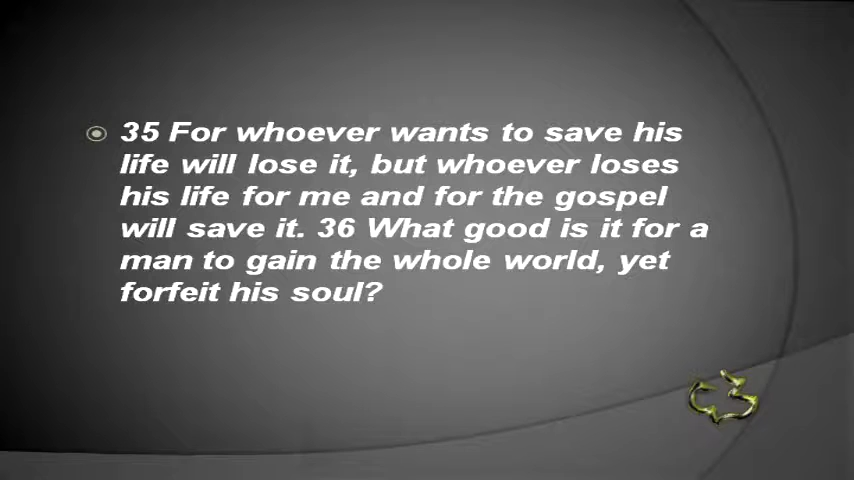 35 For whoever wants to save his
life will lose it, but whoever loses
his life for me and for the gospel
will save it. 36 What good is it for a
man to gain the whole world, yet
forfeit his soul?